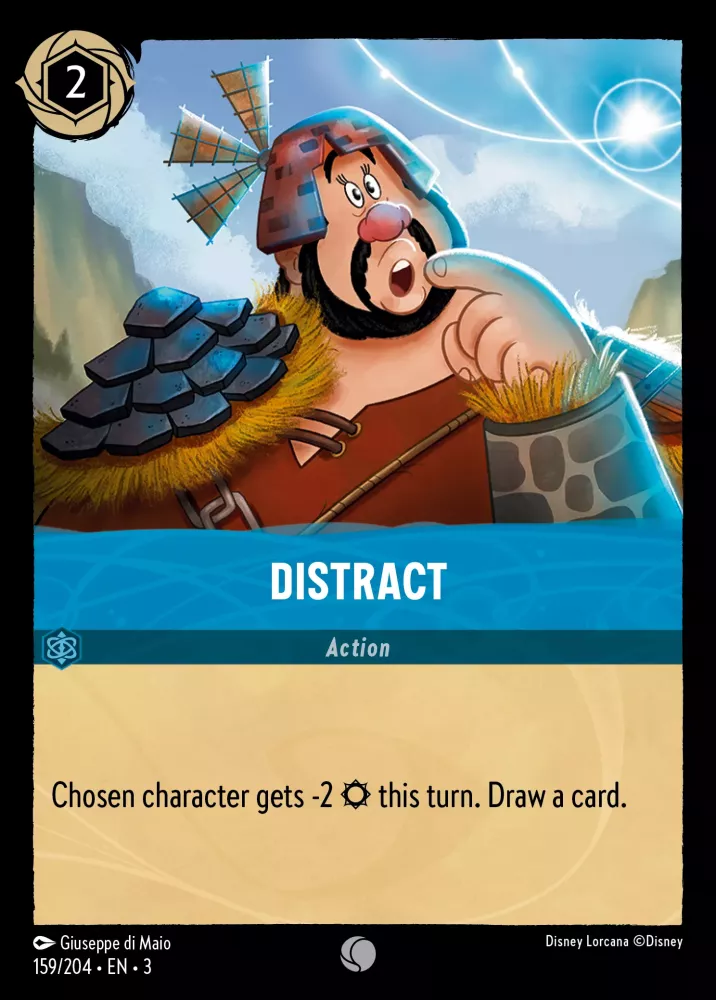 2
DISTRACT
Action
Chosen character gets -2 this turn. Draw a card.
Giuseppe di Maio
Disney Lorcana ©Disney
159/204 • EN • 3